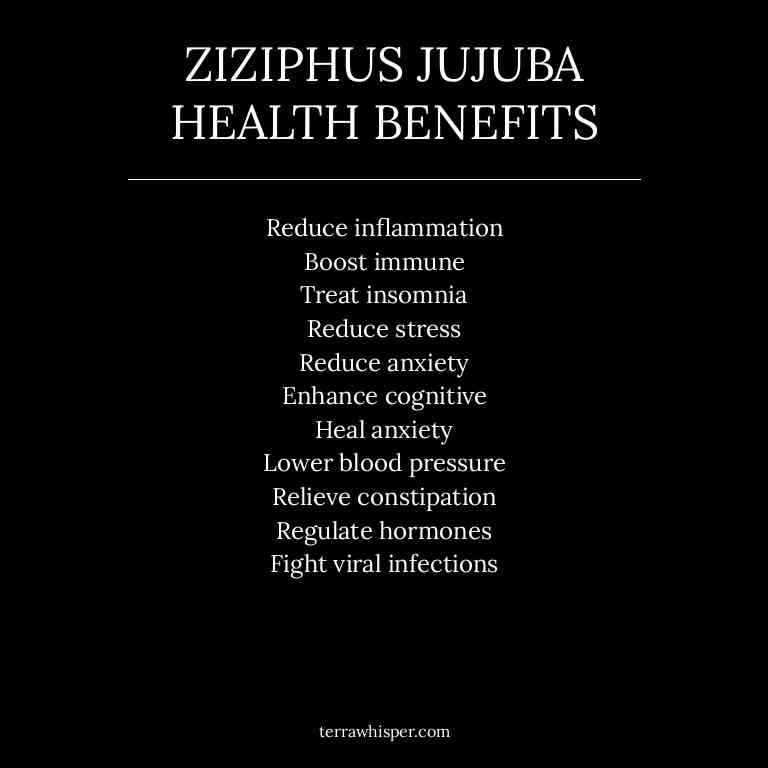 ZIZIPHUS JUJUBA
HEALTH BENEFITS
Reduce inflammation
Boost immune
Treat insomnia
Reduce stress
Reduce anxiety
Enhance cognitive
Heal anxiety
Lower blood pressure
Relieve constipation
Regulate hormones
Fight viral infections
terrawhisper.com